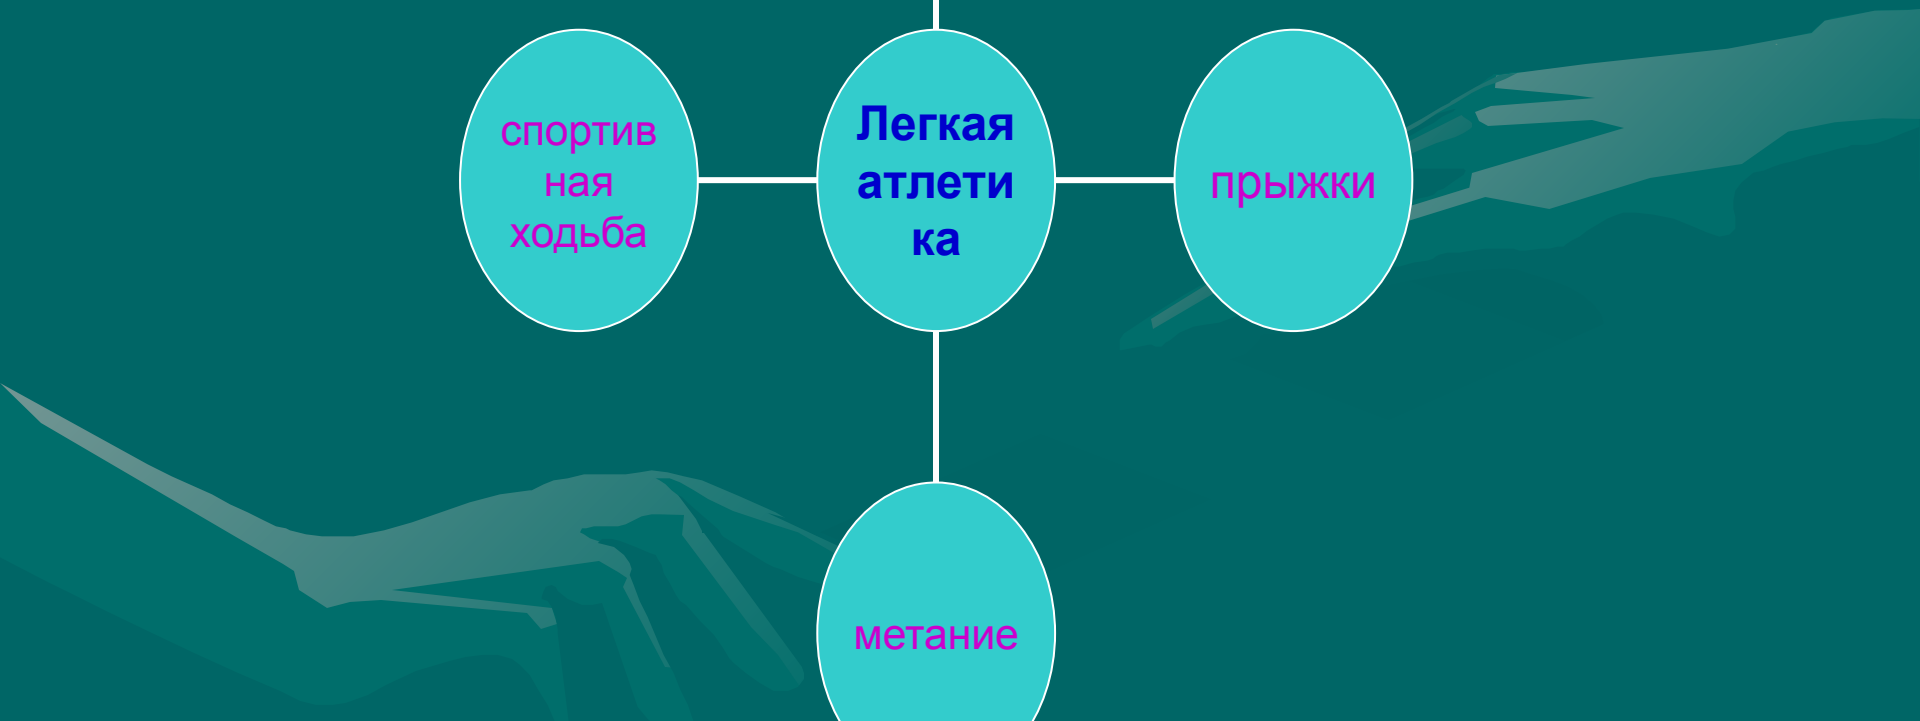 спортив
ная
ходьба
Легкая
атлети
ка
прыжки
метание